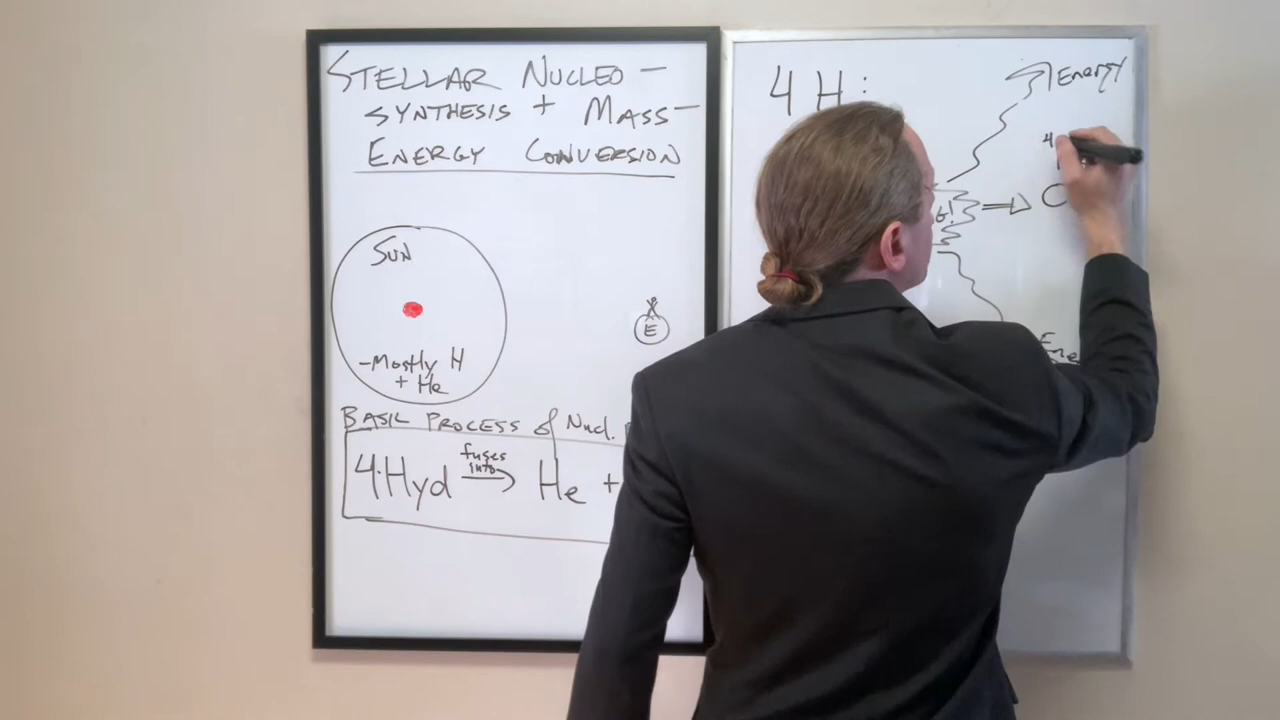 STELLAR NUCLEO-
SYNTHESIS + MASS-
ENERGY CONVERSION
SUN
-Mostly H
+ He
E
BASIC PROCESS of Nucl.
4·Hyd fuses into → He +
4 H:
Energy
4